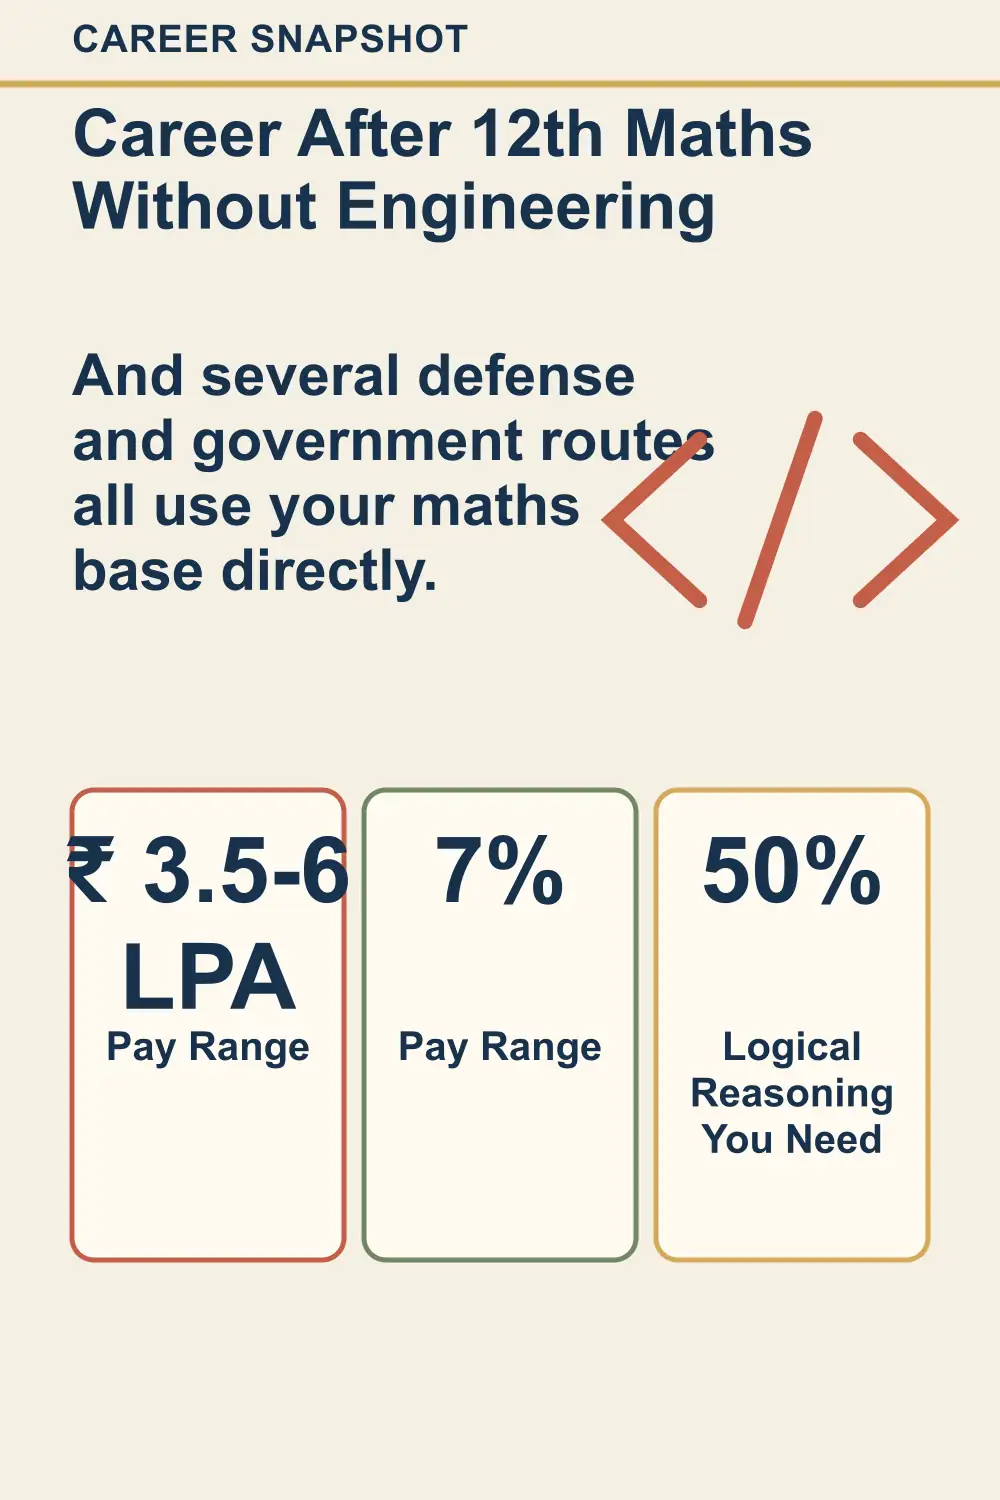 CAREER SNAPSHOT
Career After 12th Maths
Without Engineering
And several defense
and government routes
all use your maths
base directly.
₹ 3.5-6
LPA
Pay Range
7%
Pay Range
50%
Logical
Reasoning
You Need